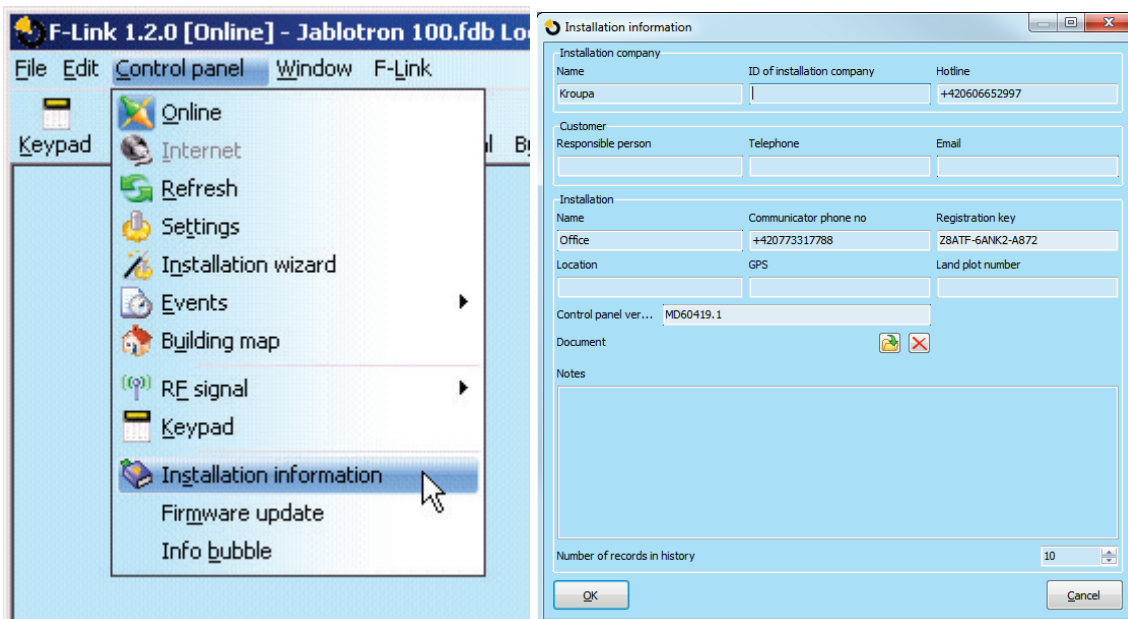 F-Link 1.2.0 [Online] - Jablotron 100.fdb Lo
File Edit Control panel Window F-Link
Keypad
Online
Internet
Refresh
Settings
Installation wizard
Events
Building map
RF signal
Keypad
Installation information
Firmware update
Info bubble
Installation information
Installation company
Name ID of installation company Hotline
Kroupa +420606652997
Customer
Responsible person Telephone Email
Installation
Name Communicator phone no Registration key
Office +420773317788 Z8ATF-6ANK2-A872
Location GPS Land plot number
Control panel ver... MD60419.1
Document
Notes
Number of records in history 10
OK Cancel